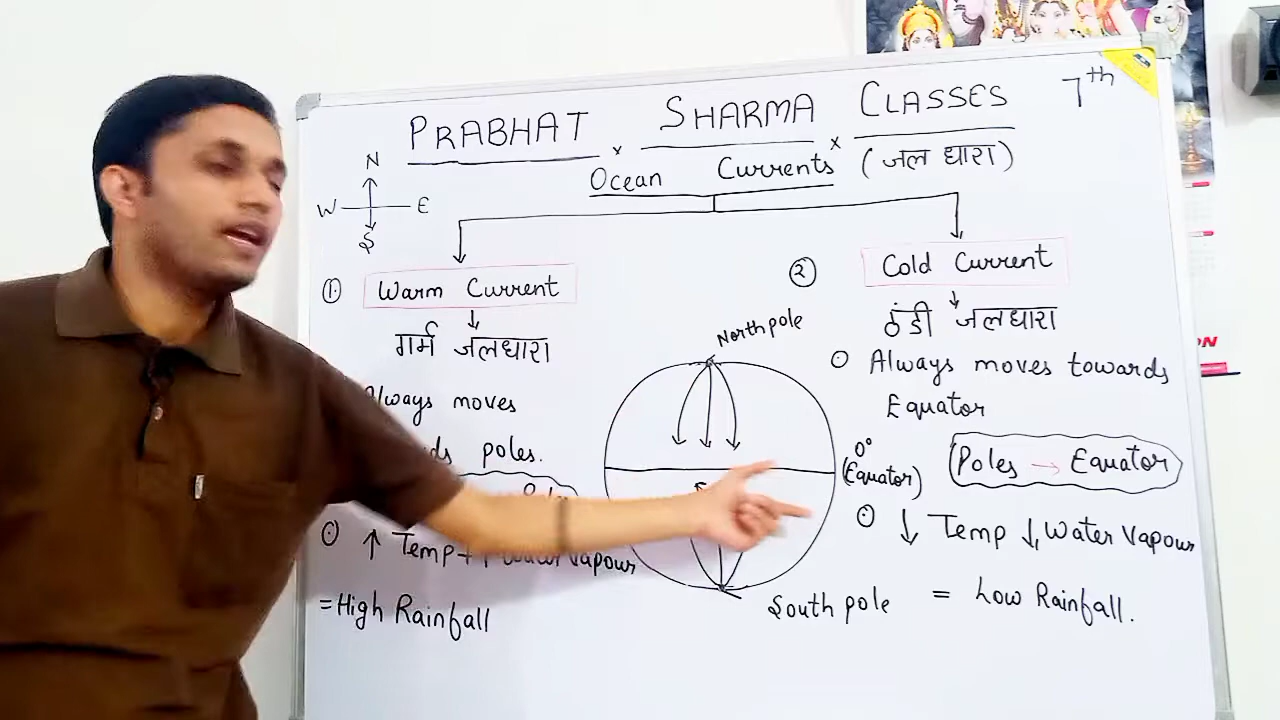 PRABHAT × SHARMA × CLASSES 7th
Ocean Currents (जल धारा)
N
W E
S
① Warm Current
गर्म जलधारा
Always moves
poles.
↑ Temp + ↑ Water Vapour
= High Rainfall
North pole
0°
(Equator)
South pole
② Cold Current
ठंडी जलधारा
Always moves towards
Equator
Poles → Equator
↓ Temp ↓, Water Vapour
= Low Rainfall.